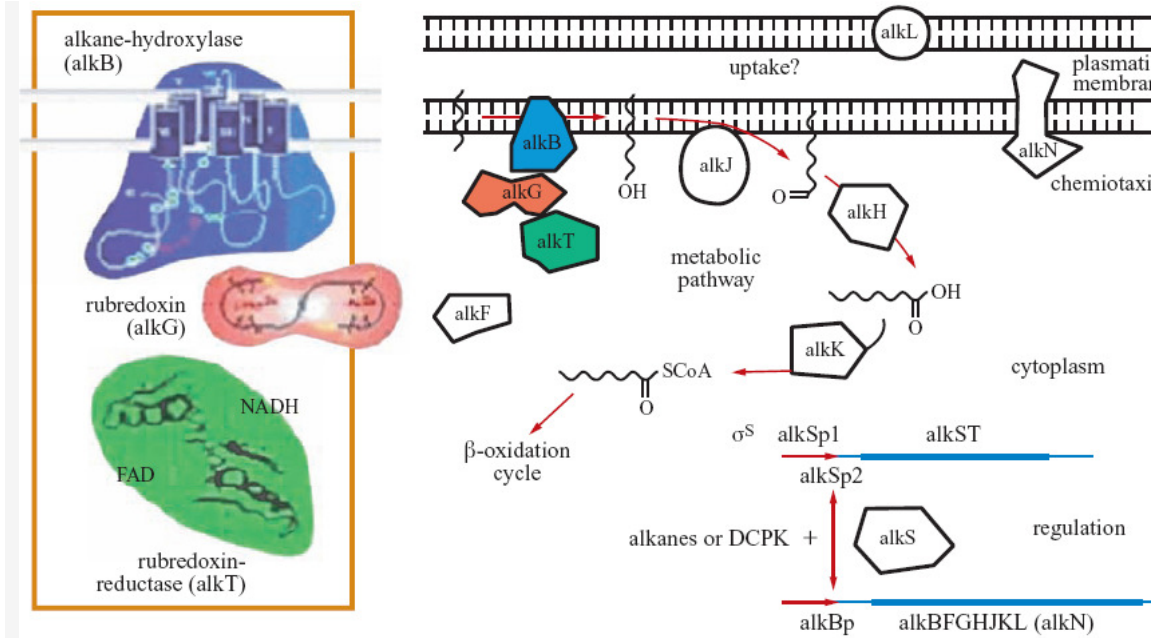 alkane-hydroxylase
(alkB)
rubredoxin
(alkG)
NADH
FAD
rubredoxin-
reductase (alkT)
alkL
uptake?
plasmati
membran
alkB
alkJ
alkN
OH
O
alkG
alkH
chemiotaxi
alkT
metabolic
pathway
OH
O
alkF
alkK
cytoplasm
SCoA
O
β-oxidation
cycle
σS alkSp1 alkST
alkSp2
alkanes or DCPK + alkS
regulation
alkBp alkBFGHJKL (alkN)